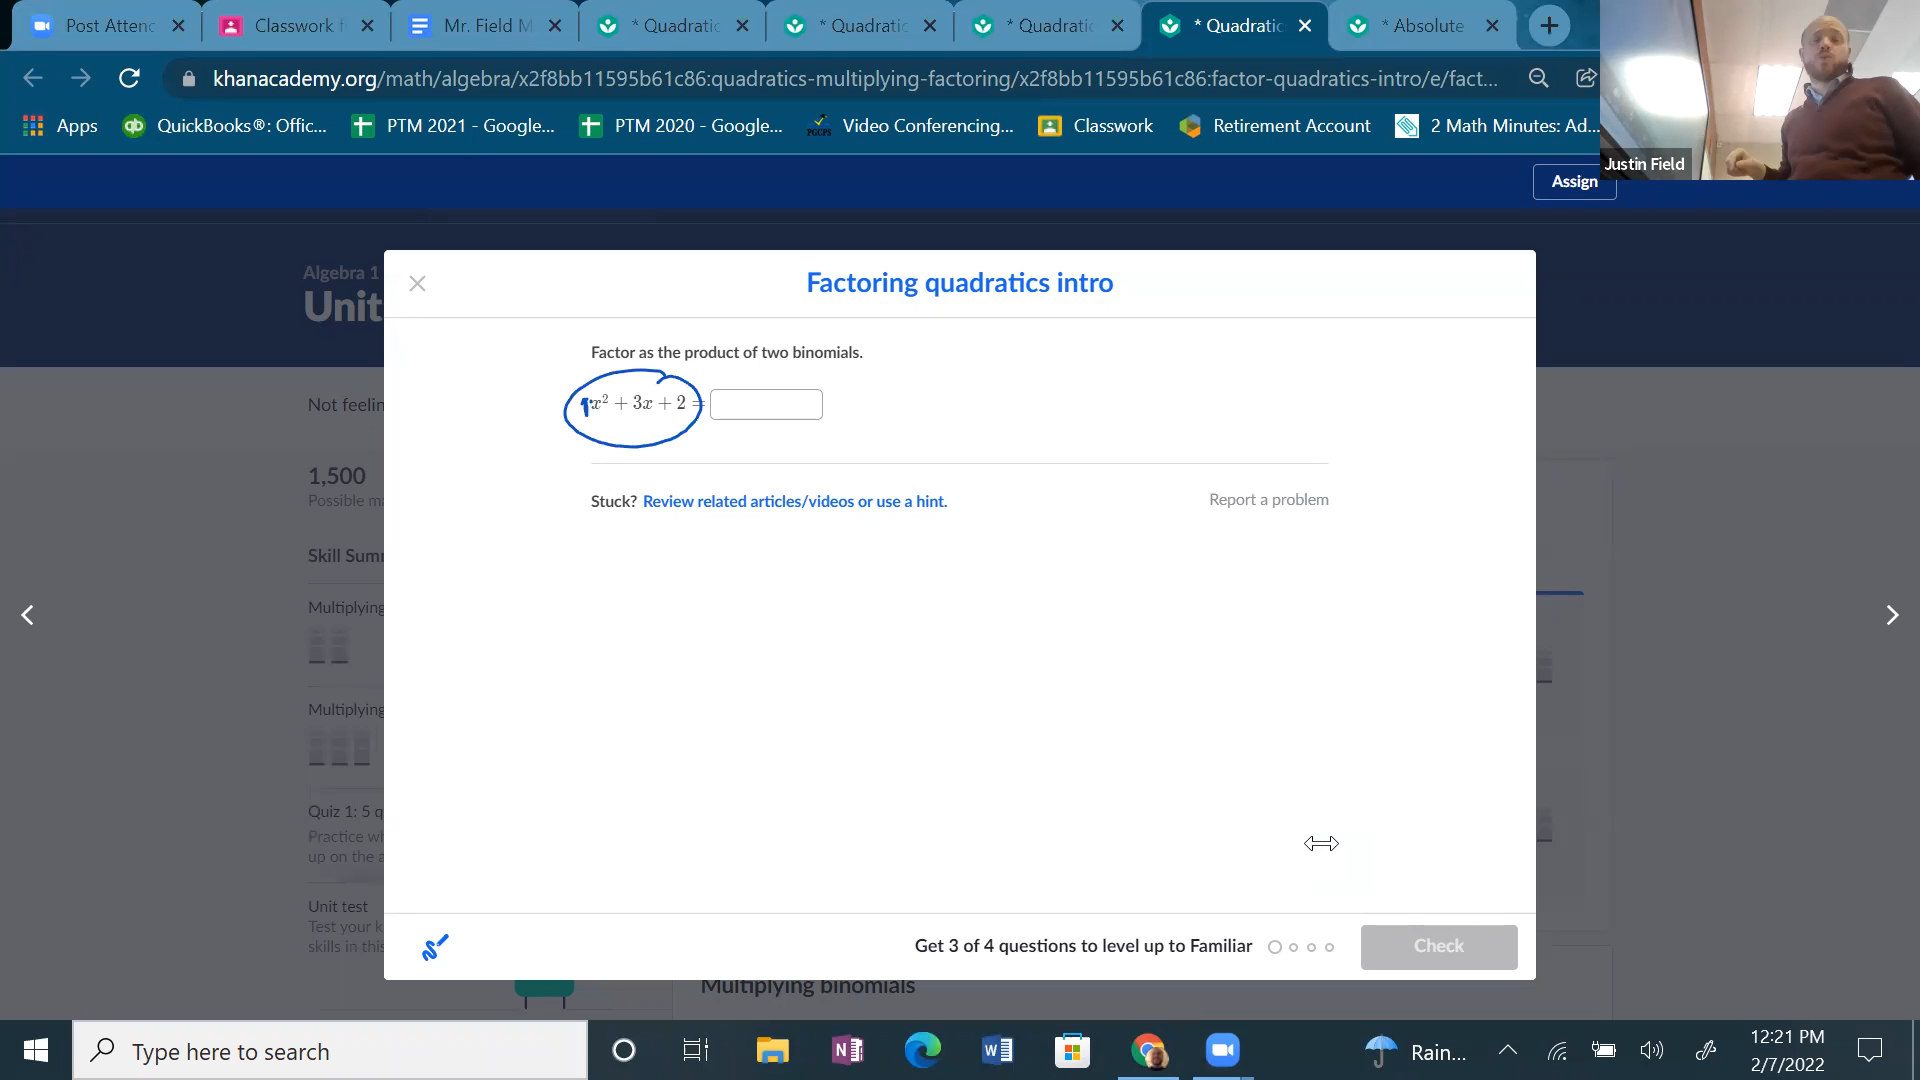 Post Attenc
Classwork f
Mr. Field M
* Quadratic
* Quadratic
* Quadratic
* Quadratic
* Absolute
khanacademy.org/math/algebra/x2f8bb11595b61c86:quadratics-multiplying-factoring/x2f8bb11595b61c86:factor-quadratics-intro/e/fact...
Apps
QuickBooks®: Offic...
PTM 2021 - Google...
PTM 2020 - Google...
PGCPS
Video Conferencing...
Classwork
Retirement Account
2 Math Minutes: Ad...
Justin Field
Assign
Algebra 1
Unit
Factoring quadratics intro
Factor as the product of two binomials.
1x² + 3x + 2 =
Not feelin
Stuck? Review related articles/videos or use a hint.
Report a problem
1,500
Possible ma
Skill Summ
Multiplying
Multiplying
Quiz 1: 5 q
Practice wh
up on the a
Unit test
Test your k
skills in this
Get 3 of 4 questions to level up to Familiar
Check
Multiplying binomials
Type here to search
Rain...
12:21 PM
2/7/2022